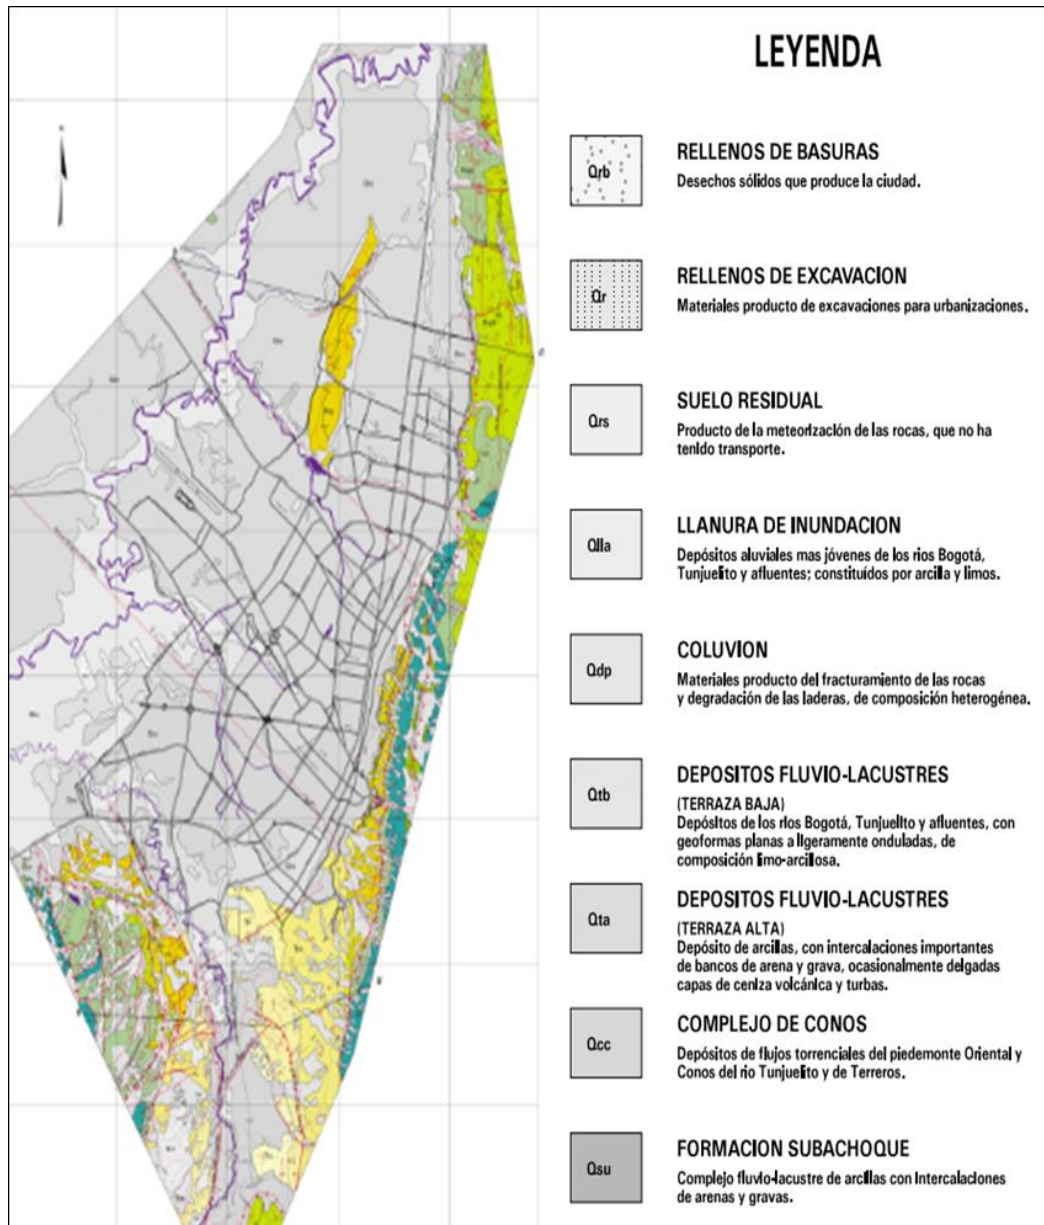 LEYENDA
Qrb
RELLENOS DE BASURAS
Desechos sólidos que produce la ciudad.
Qr
RELLENOS DE EXCAVACION
Materiales producto de excavaciones para urbanizaciones.
Qrs
SUELO RESIDUAL
Producto de la meteorización de las rocas, que no ha
tenido transporte.
Qlla
LLANURA DE INUNDACION
Depósitos aluviales mas jóvenes de los rios Bogotá,
Tunjuelito y afluentes; constituídos por arcilla y limos.
Qdp
COLUVION
Materiales producto del fracturamiento de las rocas
y degradación de las laderas, de composición heterogénea.
Qtb
DEPOSITOS FLUVIO-LACUSTRES
(TERRAZA BAJA)
Depósitos de los rios Bogotá, Tunjuelito y afluentes, con
geoformas planas a ligeramente onduladas, de
composición limo-arcillosa.
Qta
DEPOSITOS FLUVIO-LACUSTRES
(TERRAZA ALTA)
Depósito de arcillas, con intercalaciones importantes
de bancos de arena y grava, ocasionalmente delgadas
capas de ceniza volcánica y turbas.
Qcc
COMPLEJO DE CONOS
Depósitos de flujos torrenciales del piedemonte Oriental y
Conos del rio Tunjuelito y de Terreros.
Qsu
FORMACION SUBACHOQUE
Complejo fluvio-lacustre de arcillas con Intercalaciones
de arenas y gravas.